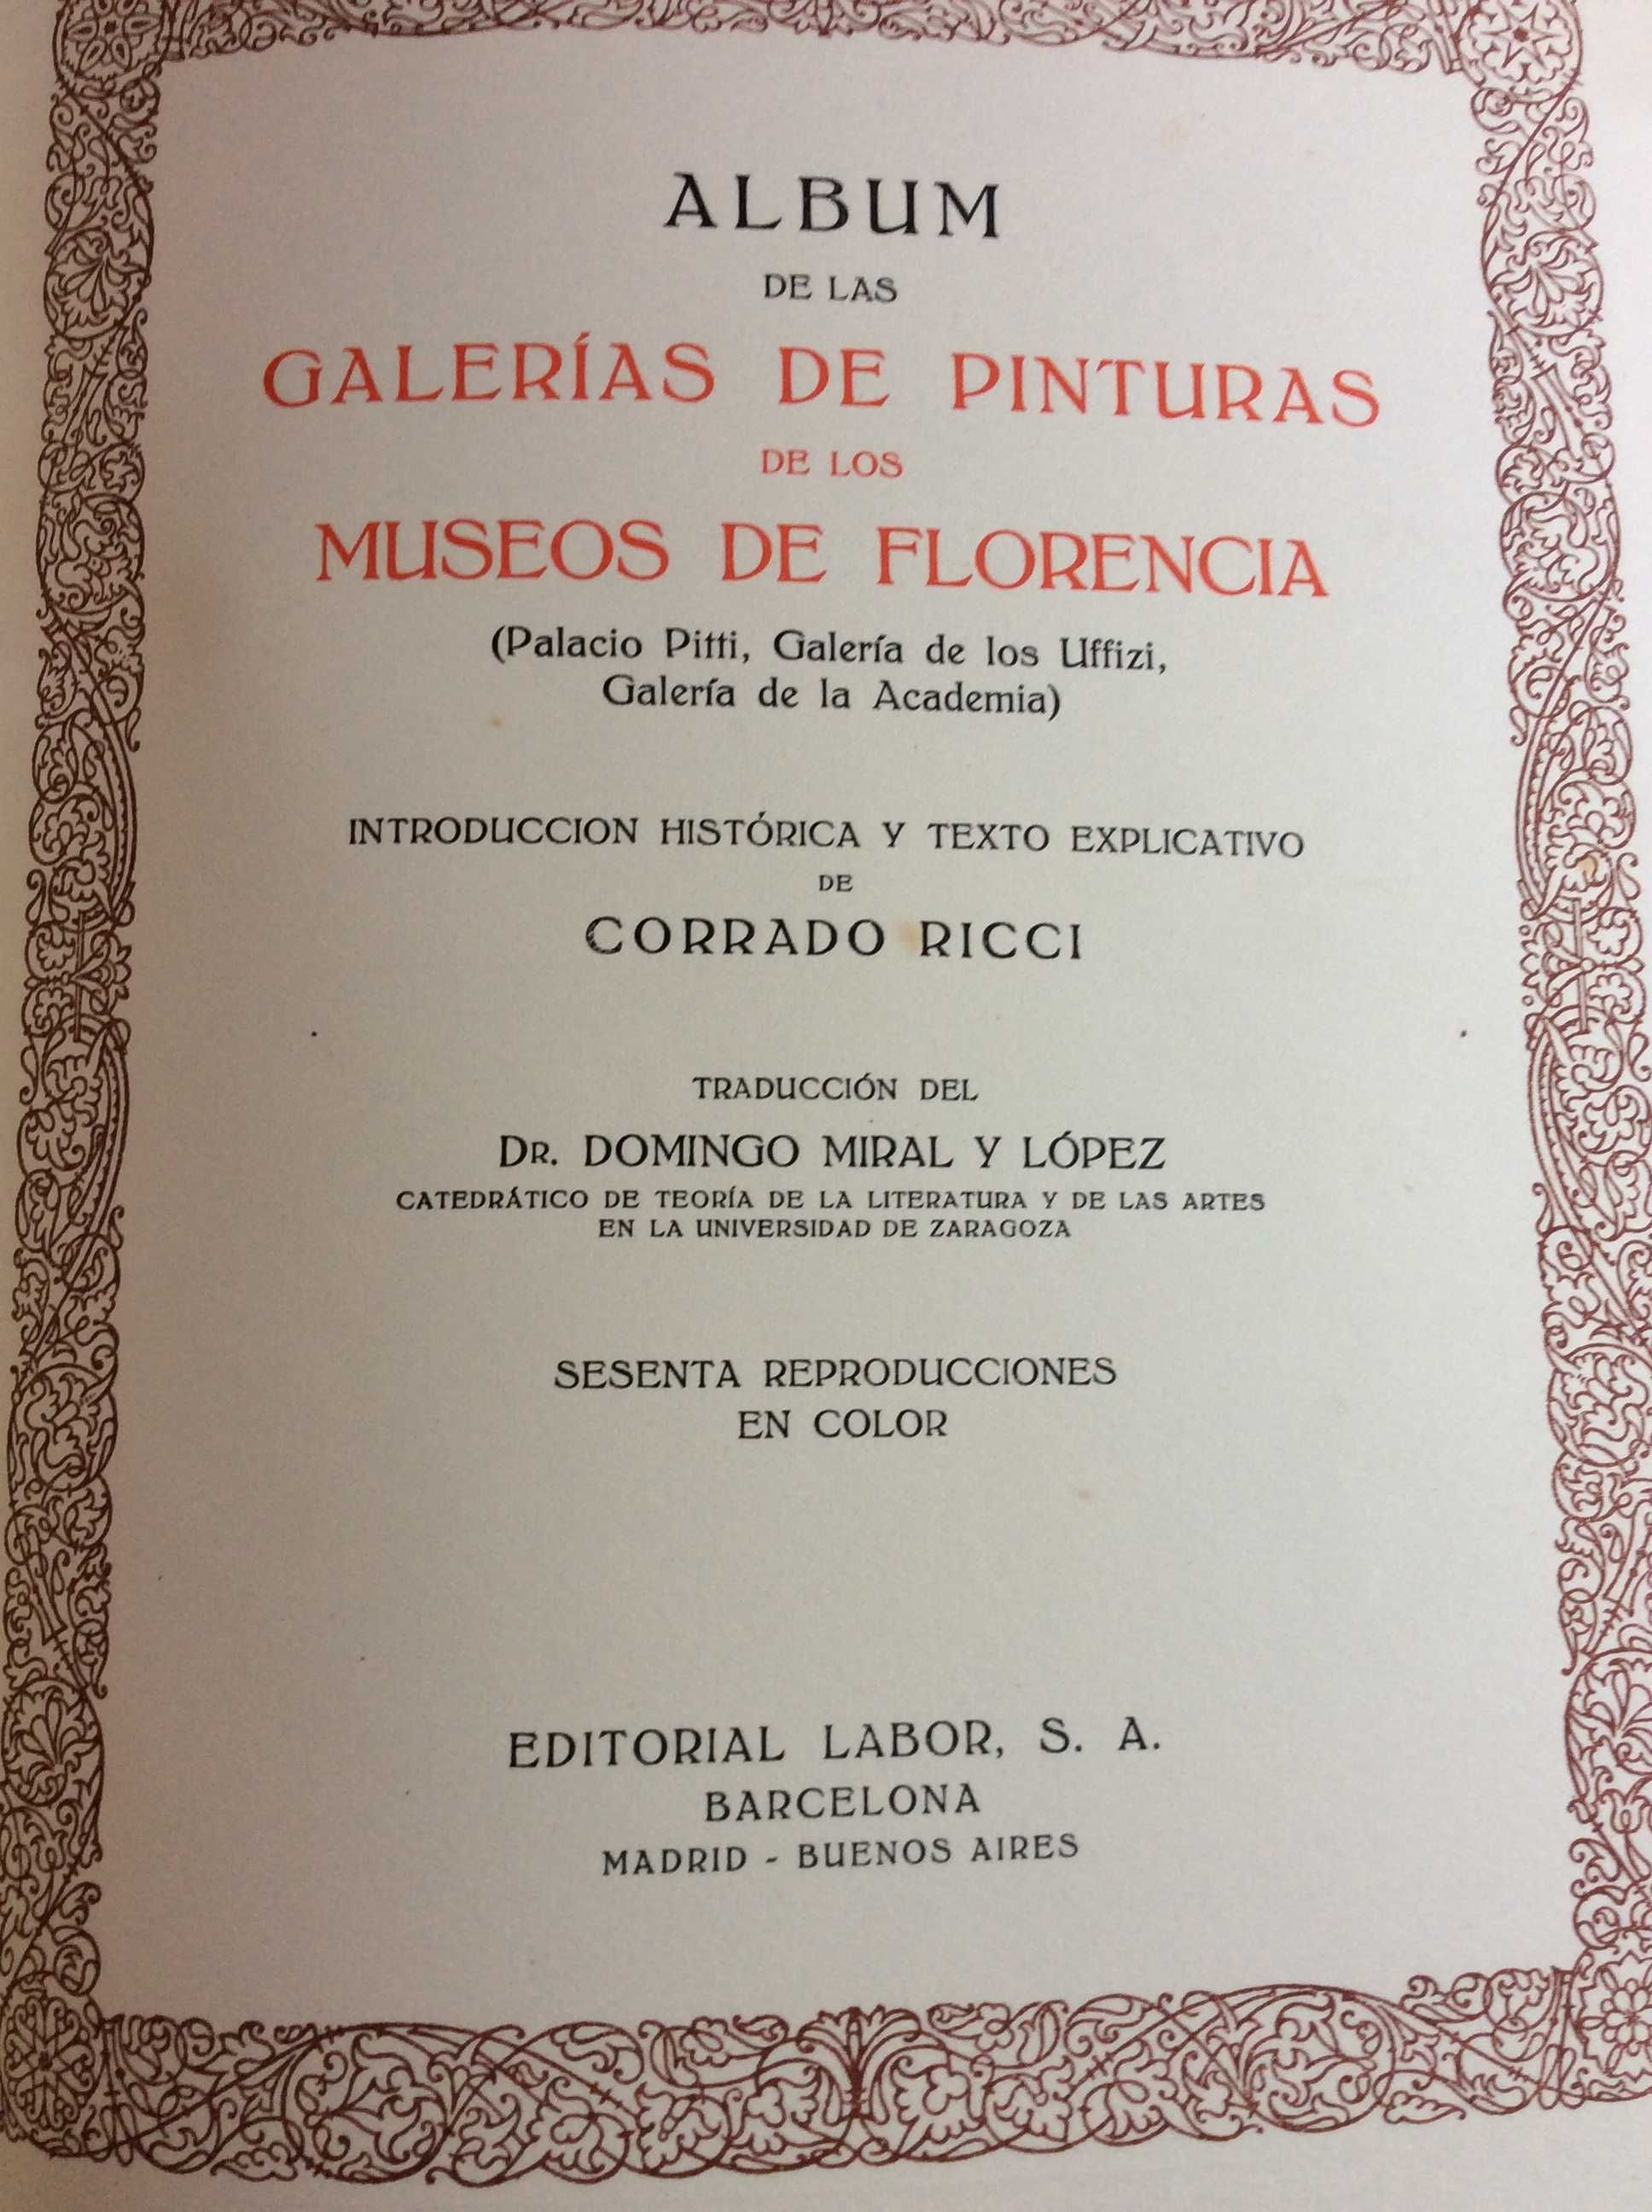 ALBUM
DE LAS
GALERÍAS DE PINTURAS
DE LOS
MUSEOS DE FLORENCIA
(Palacio Pitti, Galería de los Uffizi,
Galería de la Academia)
INTRODUCCION HISTÓRICA Y TEXTO EXPLICATIVO
DE
CORRADO RICCI
TRADUCCIÓN DEL
DR. DOMINGO MIRAL Y LÓPEZ
CATEDRÁTICO DE TEORÍA DE LA LITERATURA Y DE LAS ARTES
EN LA UNIVERSIDAD DE ZARAGOZA
SESENTA REPRODUCCIONES
EN COLOR
EDITORIAL LABOR, S. A.
BARCELONA
MADRID - BUENOS AIRES